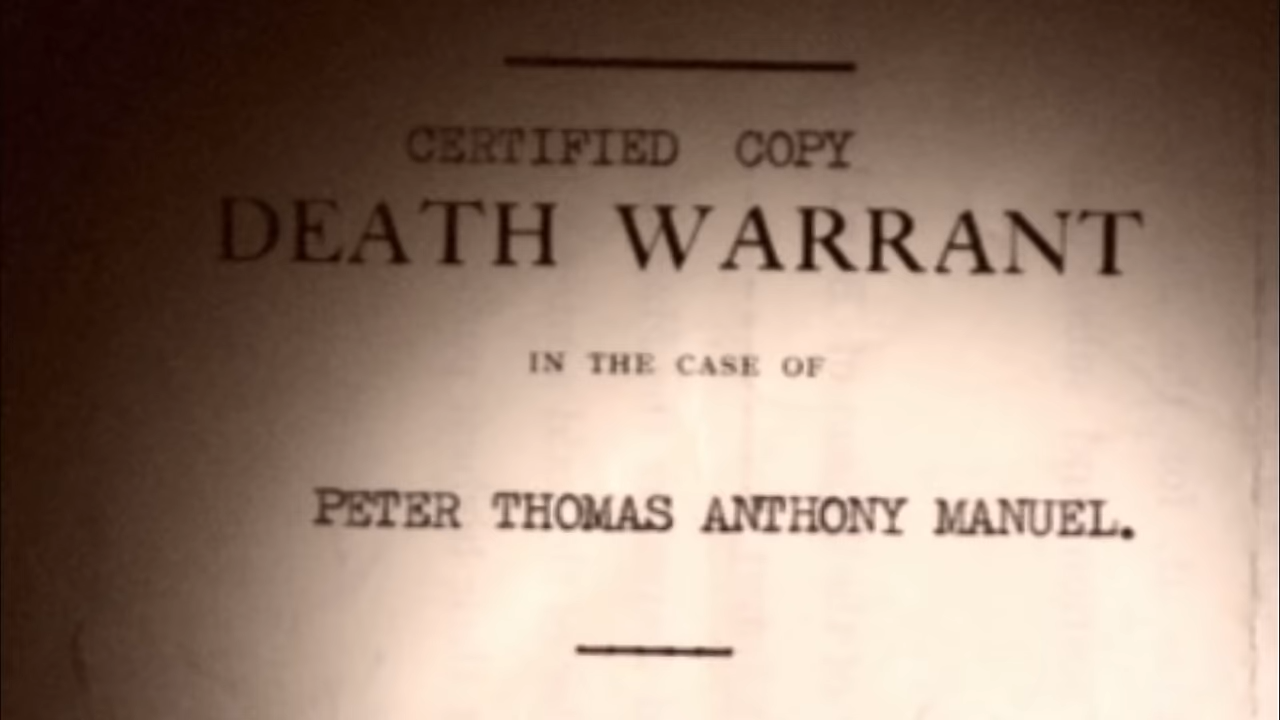 CERTIFIED COPY
DEATH WARRANT
IN THE CASE OF
PETER THOMAS ANTHONY MANUEL.